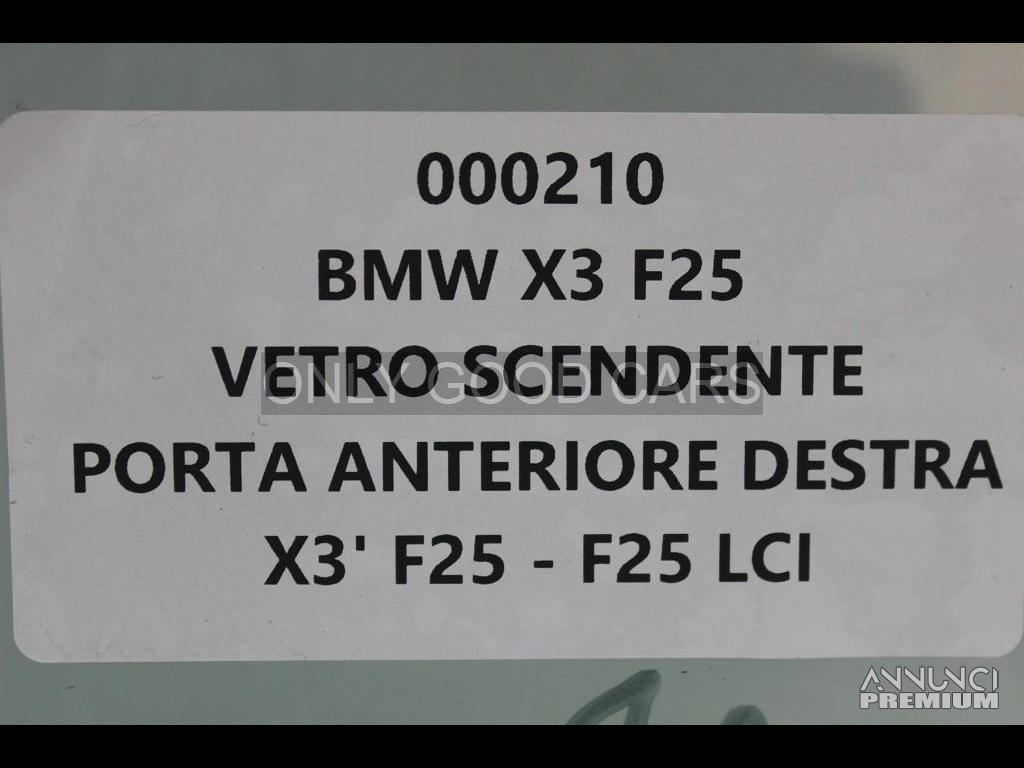 000210
BMW X3 F25
VETRO SCENDENTE
ONLY GOOD CARS
PORTA ANTERIORE DESTRA
X3' F25 - F25 LCI
ANNUNCI
PREMIUM